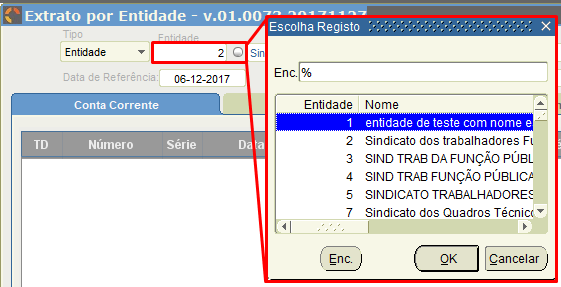 Extrato por Entidade - v.01.0072 20171127
Tipo
Entidade
Entidade
2
Sin
Data de Referência:
06-12-2017
Conta Corrente
TD Número Série Data
Escolha Registo
Enc. %
Entidade Nome
1 entidade de teste com nome e
2 Sindicato dos trabalhadores Fu
3 SIND TRAB DA FUNÇÃO PÚBL
4 SIND TRAB FUNÇÃO PÚBLICA
5 SINDICATO TRABALHADORES
7 Sindicato dos Quadros Técnico
Enc. OK Cancelar